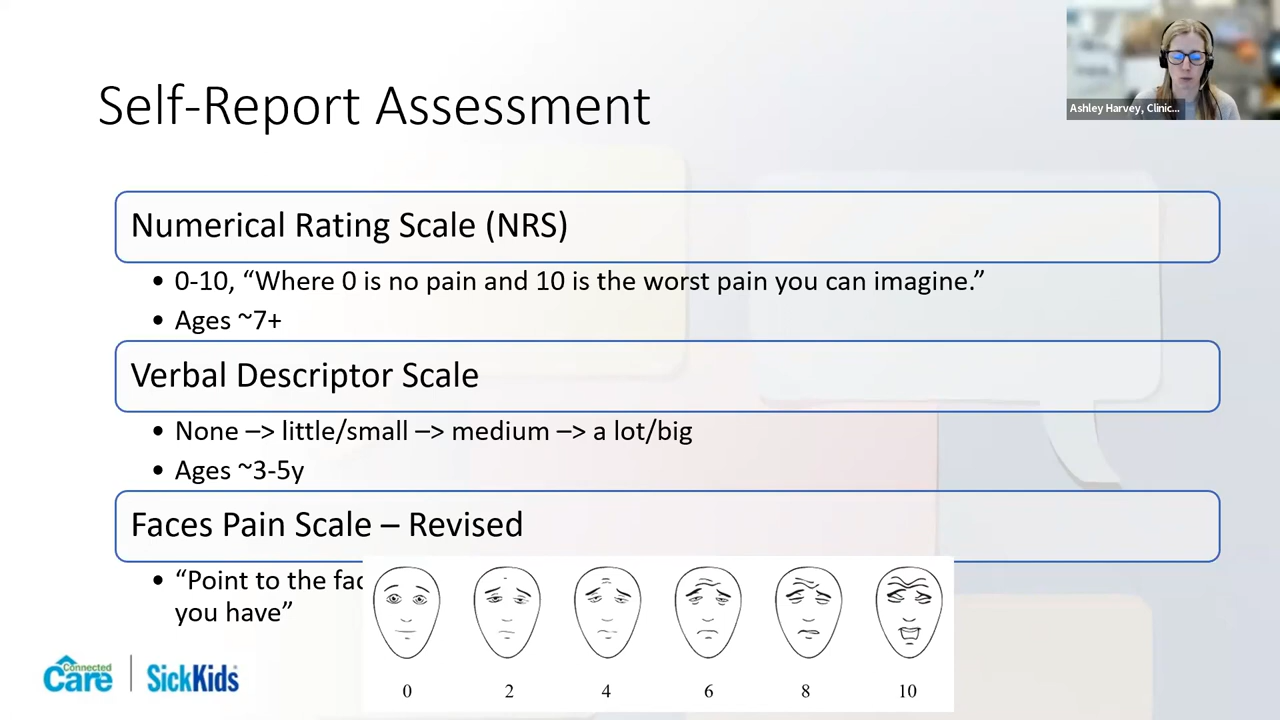 Ashley Harvey, Clinic...
Self-Report Assessment
Numerical Rating Scale (NRS)
• 0-10, “Where 0 is no pain and 10 is the worst pain you can imagine.”
• Ages ~7+
Verbal Descriptor Scale
• None –> little/small –> medium –> a lot/big
• Ages ~3-5y
Faces Pain Scale – Revised
• “Point to the fac
you have”
0 2 4 6 8 10
Connected
Care
SickKids